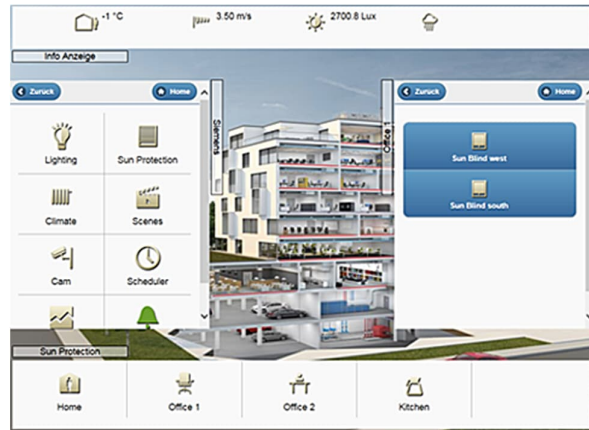 -1 °C
3.50 m/s
2700.8 Lux
Info Anzeige
Zurück
Home
Siemens
Office 1
Zurück
Home
Lighting
Sun Protection
Climate
Scenes
Cam
Scheduler
Sun Blind west
Sun Blind south
Sun Protection
Home
Office 1
Office 2
Kitchen